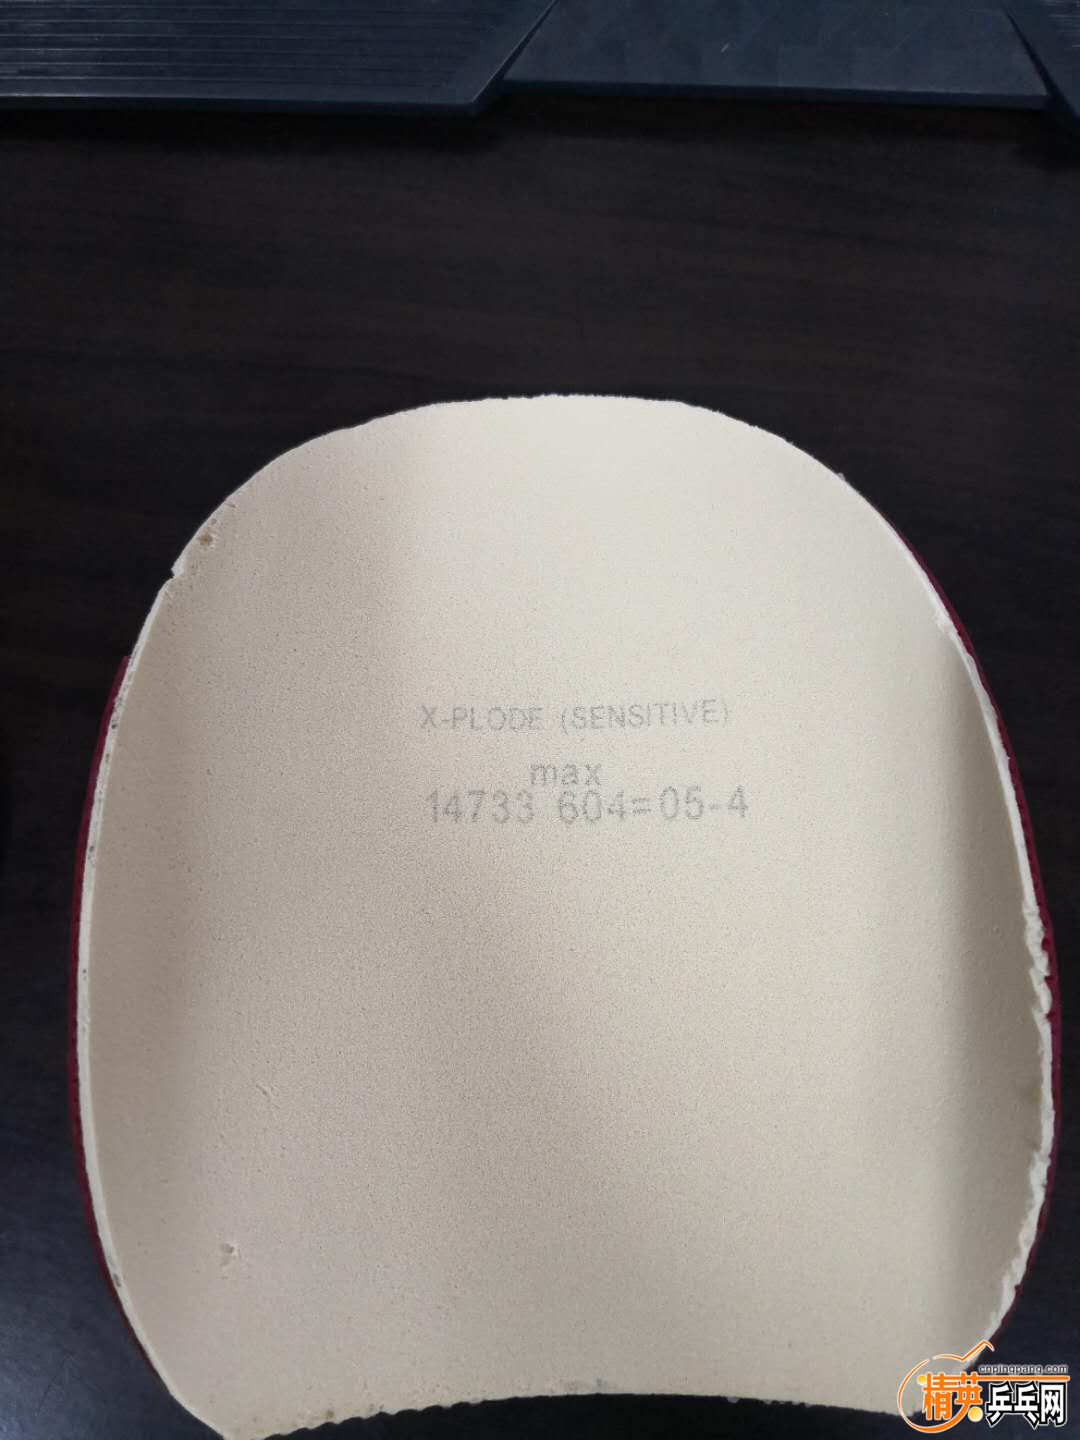 X-PLODE (SENSITIVE)
max
14733 604=05-4
cnpingpang.com
精英乒乓网